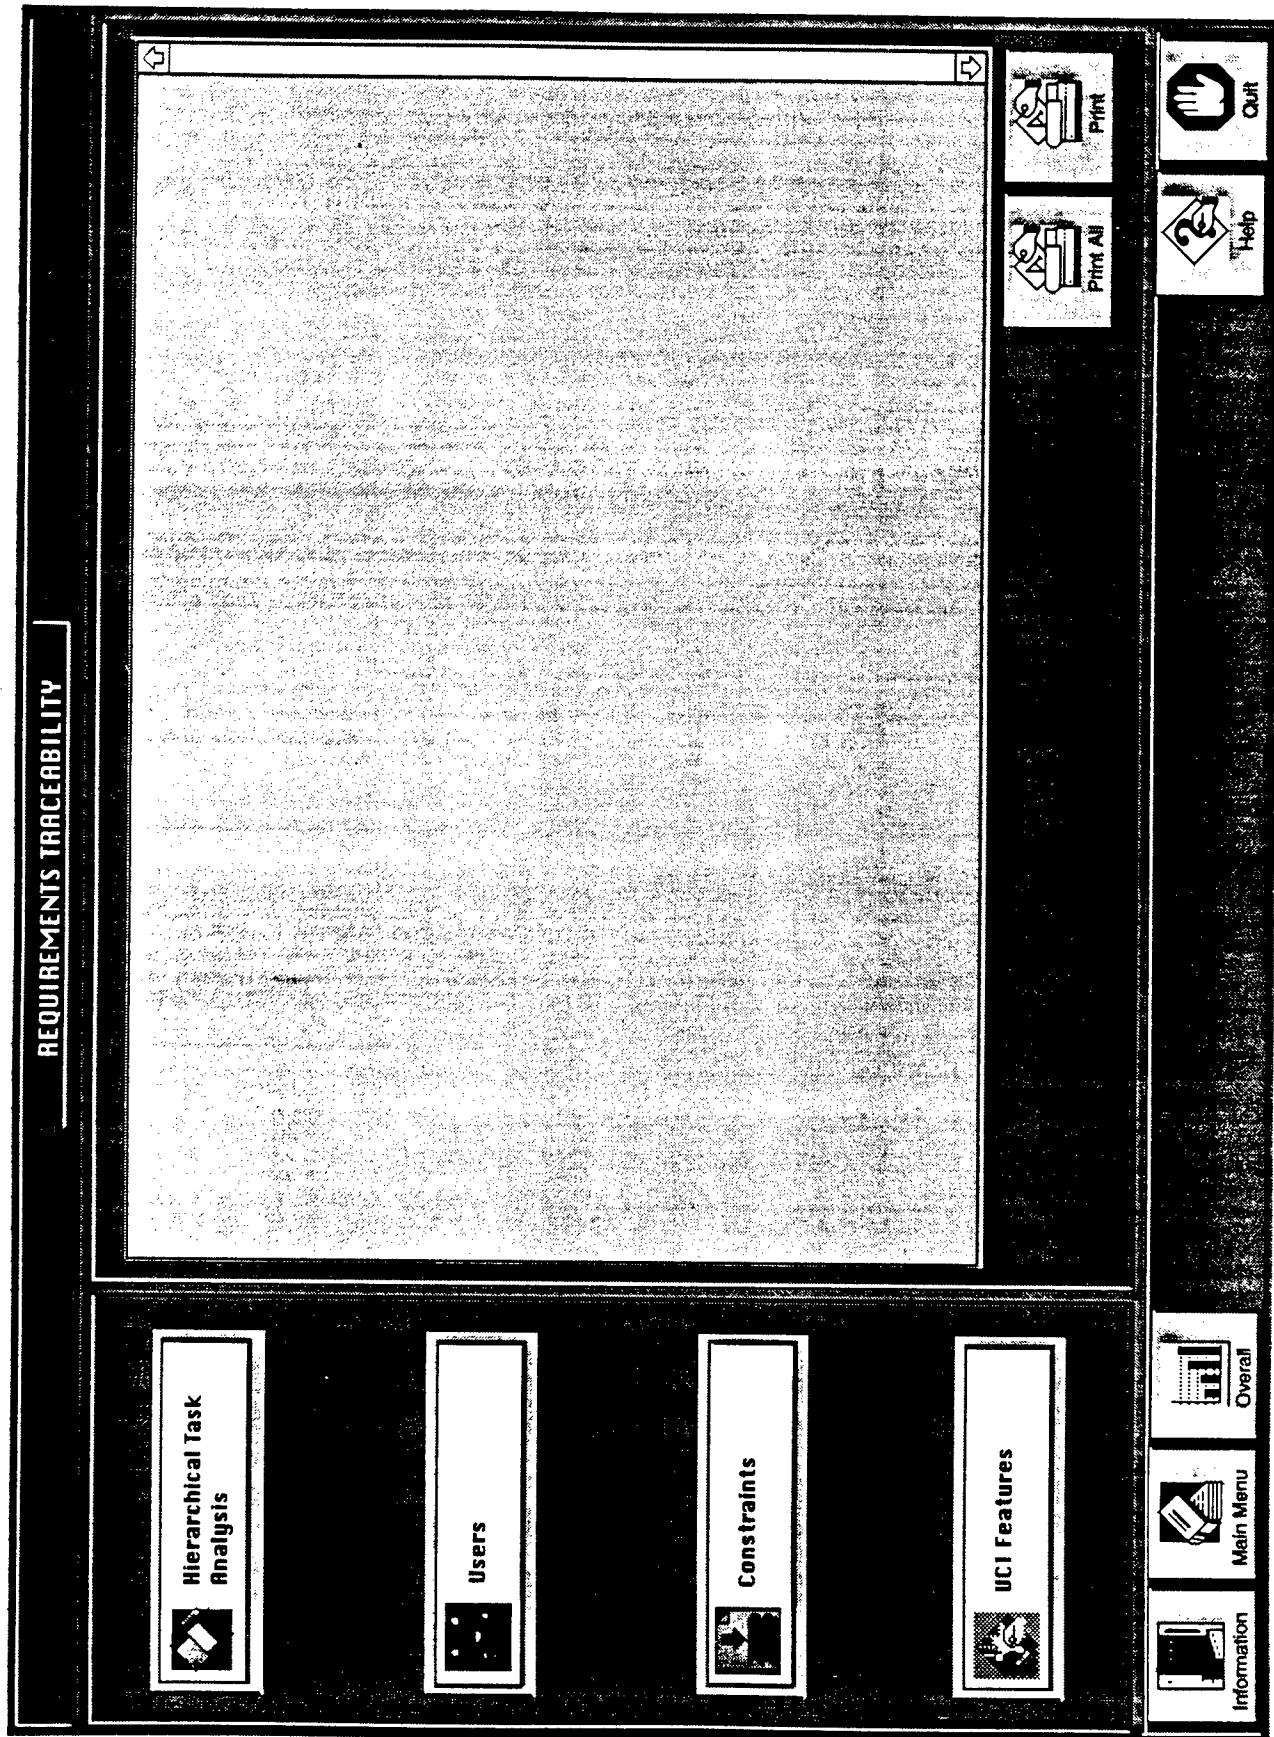 REQUIREMENTS TRACEABILITY
Hierarchical Task
Analysis
Users
Constraints
UCI Features
Print All
Print
Information
Main Menu
Overall
Help
Quit